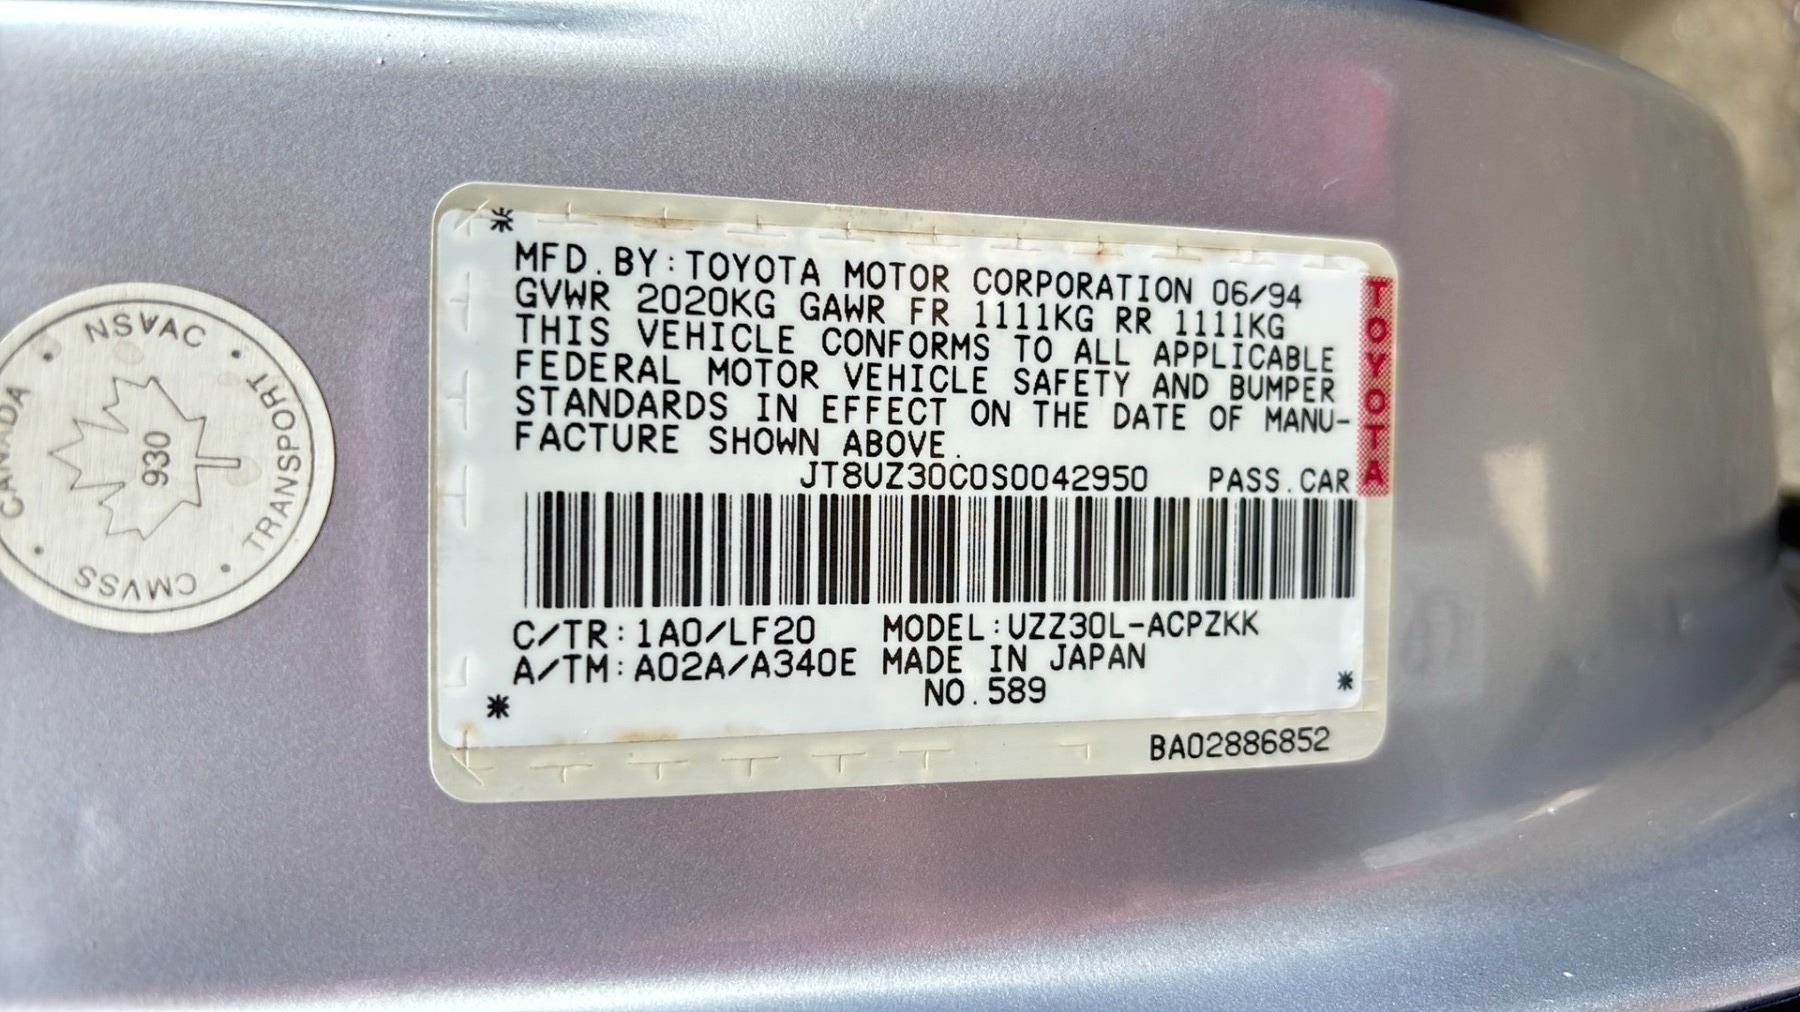 NSVAC
CANADA
930
TRANSPORT
CMVSS
MFD.BY:TOYOTA MOTOR CORPORATION 06/94
GVWR 2020KG GAWR FR 1111KG RR 1111KG
THIS VEHICLE CONFORMS TO ALL APPLICABLE
FEDERAL MOTOR VEHICLE SAFETY AND BUMPER
STANDARDS IN EFFECT ON THE DATE OF MANU-
FACTURE SHOWN ABOVE.
JT8UZ30C0S0042950 PASS.CAR
TOYOTA
C/TR:1A0/LF20 MODEL:UZZ30L-ACPZKK
A/TM:A02A/A340E MADE IN JAPAN
NO.589
BA02886852